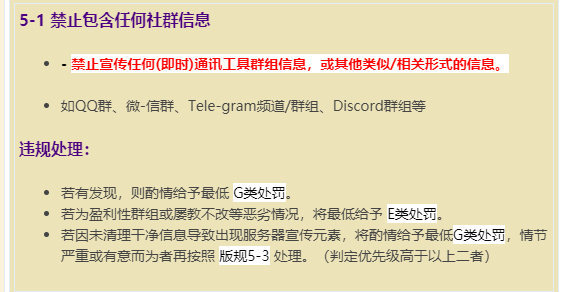 5-1 禁止包含任何社群信息
- 禁止宣传任何(即时)通讯工具群组信息，或其他类似/相关形式的信息。
如QQ群、微-信群、Tele-gram频道/群组、Discord群组等
违规处理：
若有发现，则酌情给予最低 G类处罚。
若为盈利性群组或屡教不改等恶劣情况，将最低给予 E类处罚。
若因未清理干净信息导致出现服务器宣传元素，将酌情给予最低G类处罚，情节
严重或有意而为者再按照 版规5-3 处理。（判定优先级高于以上二者）